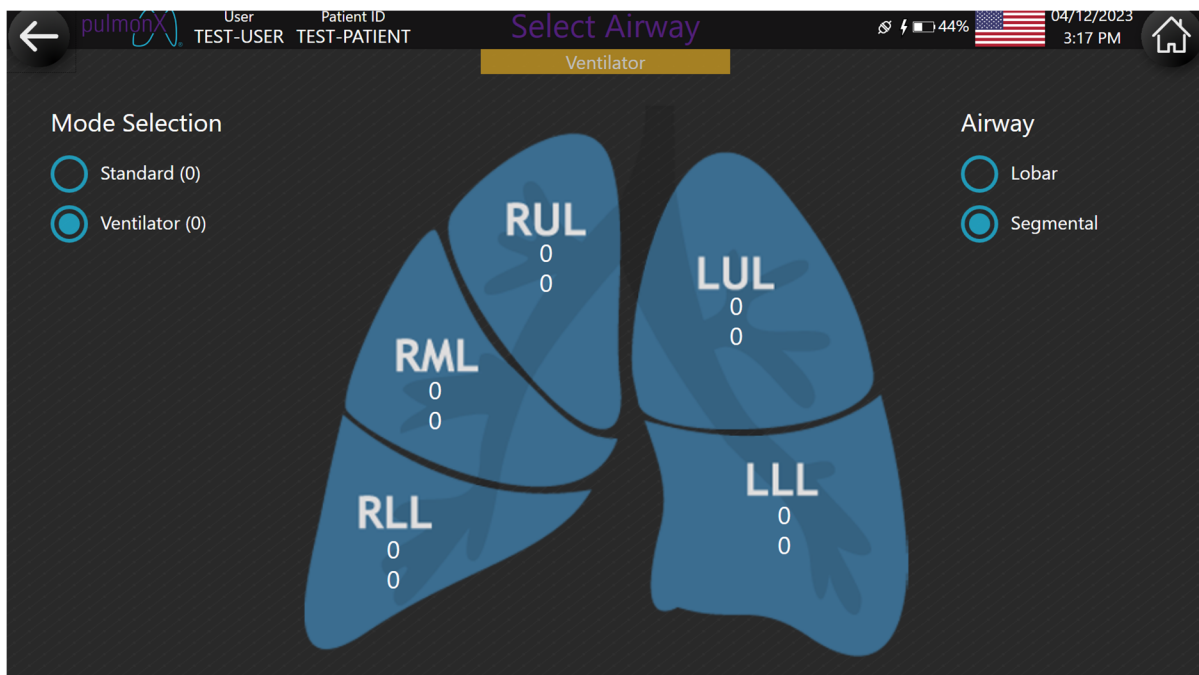 pulmonX
User
TEST-USER
Patient ID
TEST-PATIENT
Select Airway
44%
04/12/2023
3:17 PM
Ventilator
Mode Selection
Standard (0)
Ventilator (0)
Airway
Lobar
Segmental
RUL
0
0
LUL
0
0
RML
0
0
LLL
0
0
RLL
0
0